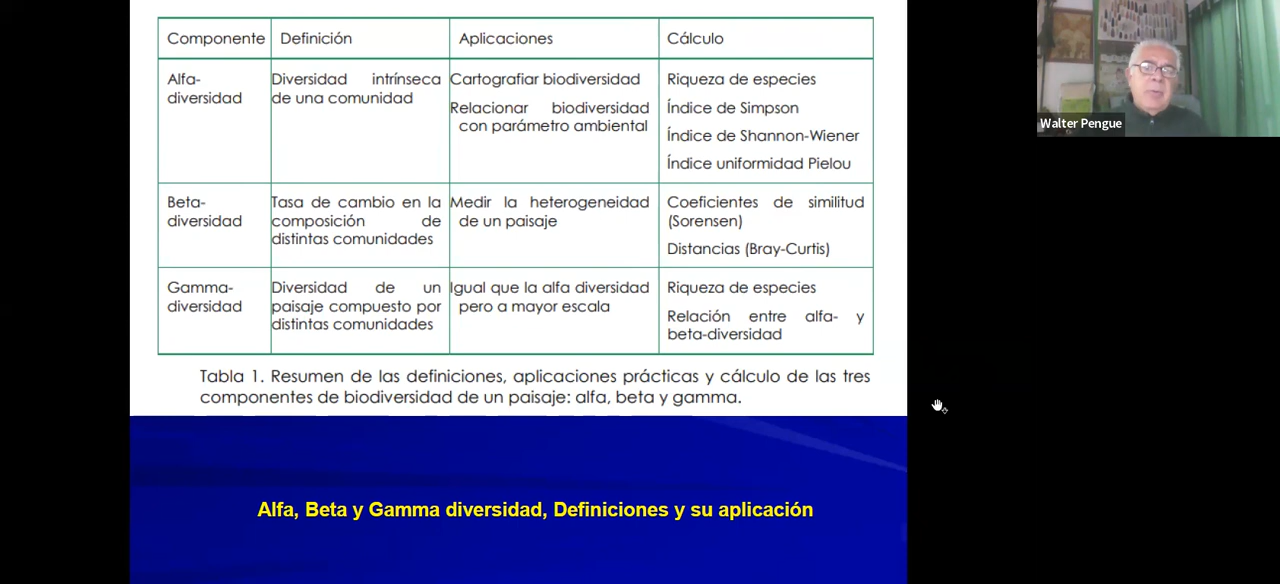 Componente Definición Aplicaciones Cálculo
Alfa-
diversidad
Diversidad intrínseca
de una comunidad
Cartografiar biodiversidad
Relacionar biodiversidad
con parámetro ambiental
Riqueza de especies
Índice de Simpson
Índice de Shannon-Wiener
Índice uniformidad Pielou
Beta-
diversidad
Tasa de cambio en la
composición de
distintas comunidades
Medir la heterogeneidad
de un paisaje
Coeficientes de similitud
(Sorensen)
Distancias (Bray-Curtis)
Gamma-
diversidad
Diversidad de un
paisaje compuesto por
distintas comunidades
Igual que la alfa diversidad
pero a mayor escala
Riqueza de especies
Relación entre alfa- y
beta-diversidad
Tabla 1. Resumen de las definiciones, aplicaciones prácticas y cálculo de las tres
componentes de biodiversidad de un paisaje: alfa, beta y gamma.
Alfa, Beta y Gamma diversidad, Definiciones y su aplicación
Walter Pengue